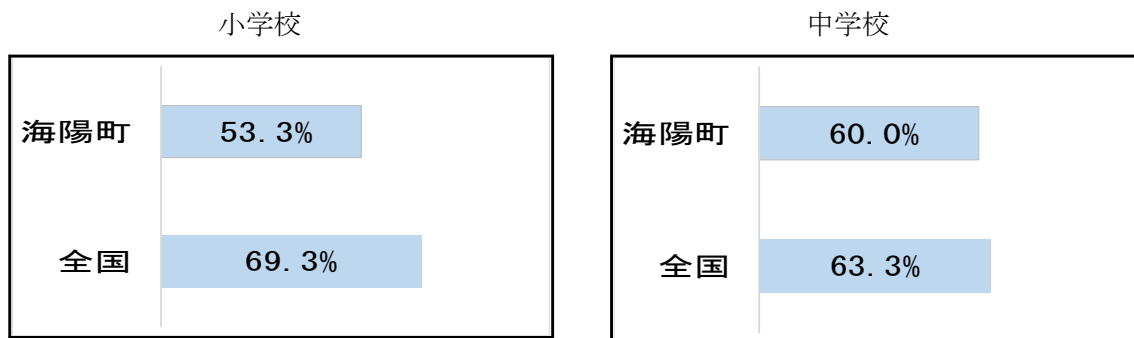 小学校
海陽町 53.3%
全国 69.3%
中学校
海陽町 60.0%
全国 63.3%